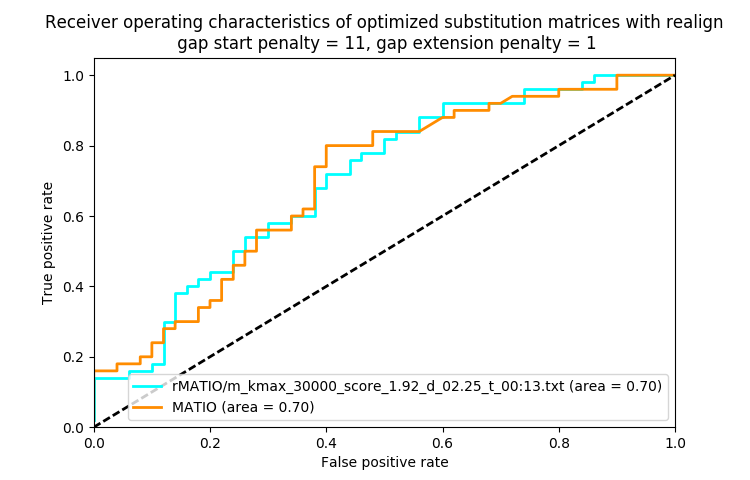 Receiver operating characteristics of optimized substitution matrices with realign
gap start penalty = 11, gap extension penalty = 1
True positive rate
1.0
0.8
0.6
0.4
0.2
0.0
rMATIO/m_kmax_30000_score_1.92_d_02.25_t_00:13.txt (area = 0.70)
MATIO (area = 0.70)
0.0 0.2 0.4 0.6 0.8 1.0
False positive rate